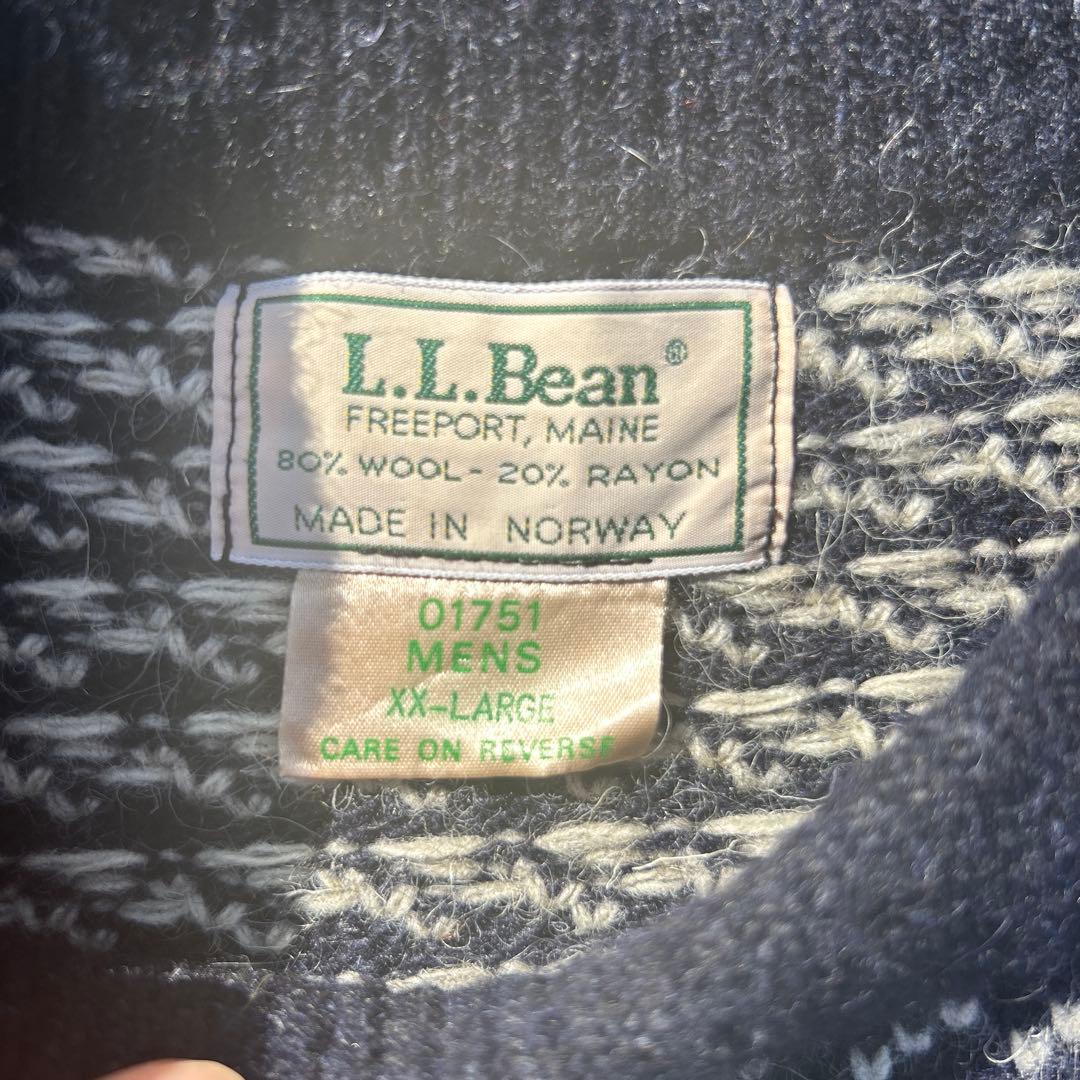 L.L.Bean®
FREEPORT, MAINE
80% WOOL - 20% RAYON
MADE IN NORWAY
01751
MENS
XX-LARGE
CARE ON REVERSE